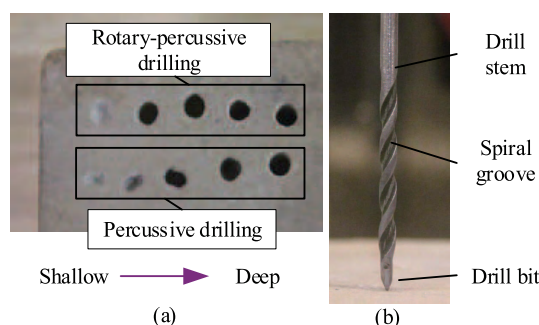 Rotary-percussive
drilling
Percussive drilling
Shallow
Deep
(a)
Drill
stem
Spiral
groove
Drill bit
(b)